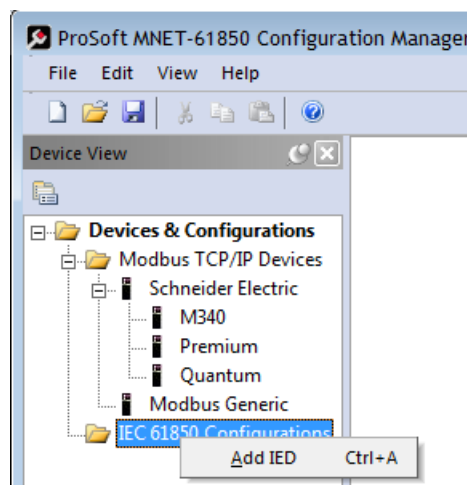 ProSoft MNET-61850 Configuration Manager
File Edit View Help
Device View
Devices & Configurations
Modbus TCP/IP Devices
Schneider Electric
M340
Premium
Quantum
Modbus Generic
IEC 61850 Configurations
Add IED Ctrl+A